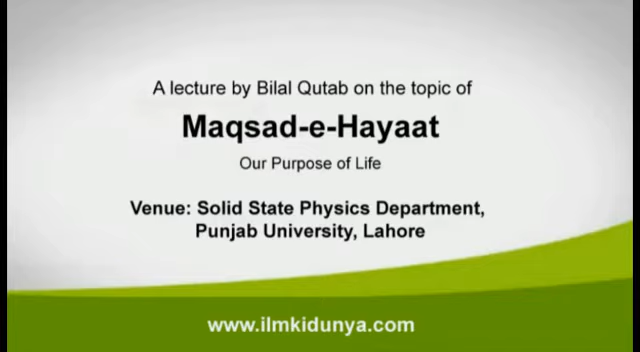 A lecture by Bilal Qutab on the topic of
Maqsad-e-Hayaat
Our Purpose of Life
Venue: Solid State Physics Department,
Punjab University, Lahore
www.ilmkidunya.com